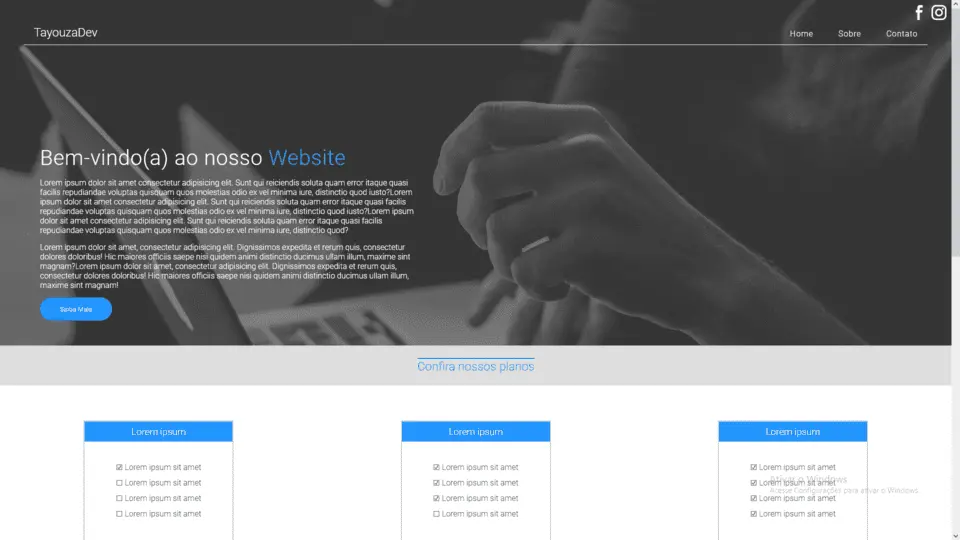 TayouzaDev
Home Sobre Contato
Bem-vindo(a) ao nosso Website
Lorem ipsum dolor sit amet consectetur adipisicing elit. Sunt qui reiciendis soluta quam error itaque quasi
facilis repudiandae voluptas quisquam quos molestias odio ex vel minima iure, distinctio quod iusto?Lorem
ipsum dolor sit amet consectetur adipisicing elit. Sunt qui reiciendis soluta quam error itaque quasi facilis
repudiandae voluptas quisquam quos molestias odio ex vel minima iure, distinctio quod iusto?Lorem ipsum
dolor sit amet consectetur adipisicing elit. Sunt qui reiciendis soluta quam error itaque quasi facilis
repudiandae voluptas quisquam quos molestias odio ex vel minima iure, distinctio quod?
Lorem ipsum dolor sit amet, consectetur adipisicing elit. Dignissimos expedita et rerum quis, consectetur
dolores doloribus! Hic maiores officiis saepe nisi quidem animi distinctio ducimus ullam illum, maxime sint
magnam?Lorem ipsum dolor sit amet, consectetur adipisicing elit. Dignissimos expedita et rerum quis,
consectetur dolores doloribus! Hic maiores officiis saepe nisi quidem animi distinctio ducimus ullam illum,
maxime sint magnam!
Saiba Mais
Confira nossos planos
Lorem ipsum
Lorem ipsum sit amet
Lorem ipsum sit amet
Lorem ipsum sit amet
Lorem ipsum sit amet
Lorem ipsum
Lorem ipsum sit amet
Lorem ipsum sit amet
Lorem ipsum sit amet
Lorem ipsum sit amet
Lorem ipsum
Lorem ipsum sit amet
Lorem ipsum sit amet
Lorem ipsum sit amet
Lorem ipsum sit amet
Ativar o Windows
Acesse Configurações para ativar o Windows.